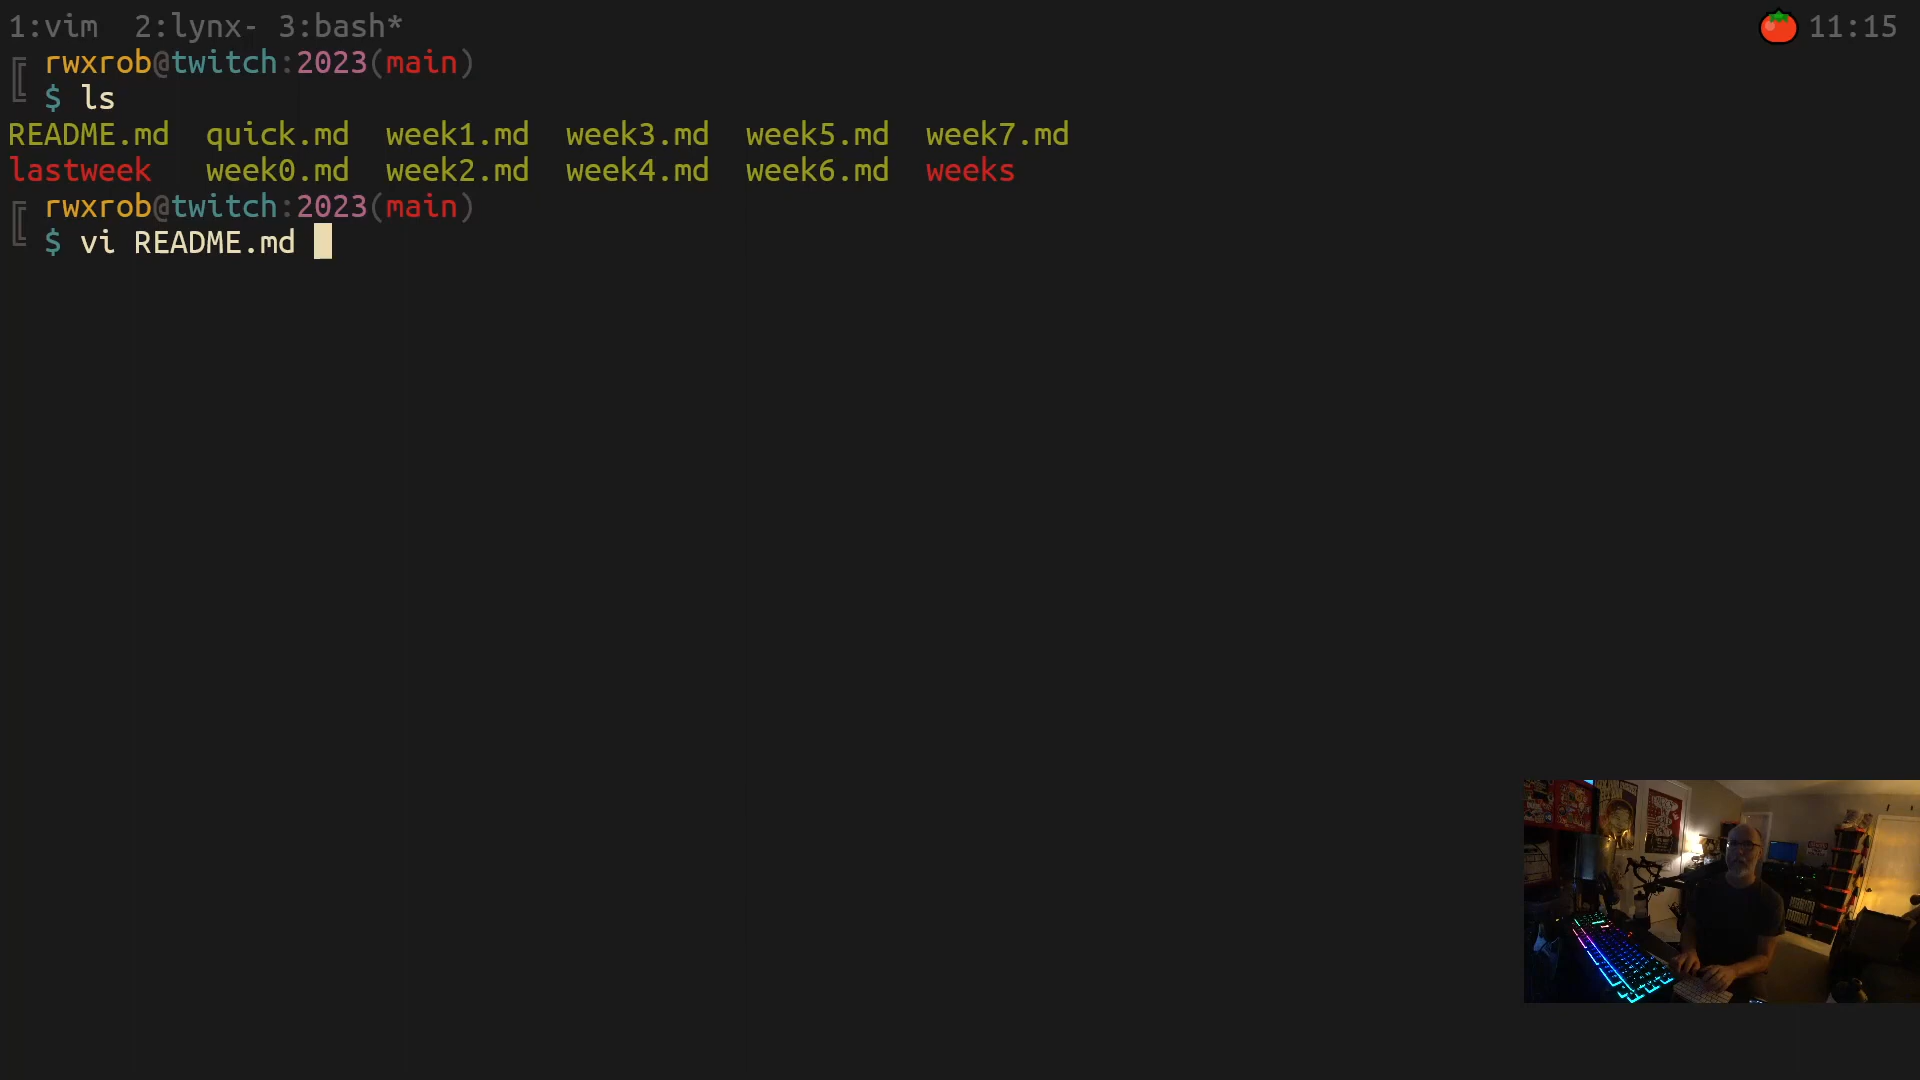 1:vim  2:lynx- 3:bash* 11:15
rwxrob@twitch:2023(main)
$ ls
README.md  quick.md  week1.md  week3.md  week5.md  week7.md
lastweek   week0.md  week2.md  week4.md  week6.md  weeks
rwxrob@twitch:2023(main)
$ vi README.md